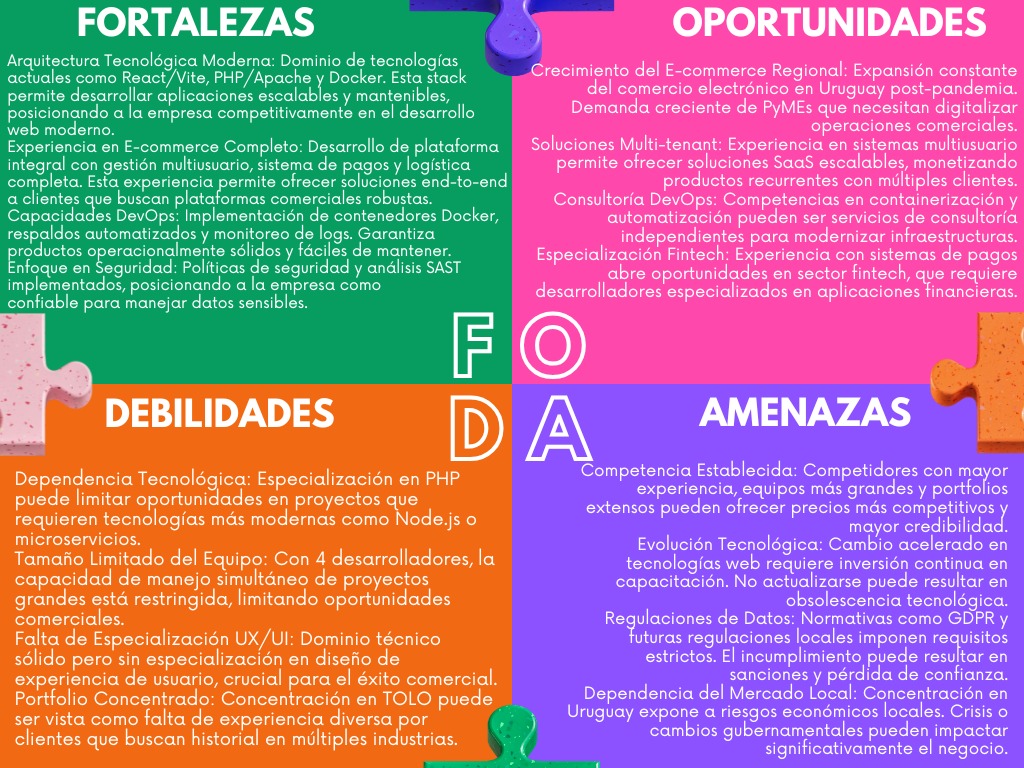 FORTALEZAS
Arquitectura Tecnológica Moderna: Dominio de tecnologías
actuales como React/Vite, PHP/Apache y Docker. Esta stack
permite desarrollar aplicaciones escalables y mantenibles,
posicionando a la empresa competitivamente en el desarrollo
web moderno.
Experiencia en E-commerce Completo: Desarrollo de plataforma
integral con gestión multiusuario, sistema de pagos y logística
completa. Esta experiencia permite ofrecer soluciones end-to-end
a clientes que buscan plataformas comerciales robustas.
Capacidades DevOps: Implementación de contenedores Docker,
respaldos automatizados y monitoreo de logs. Garantiza
productos operacionalmente sólidos y fáciles de mantener.
Enfoque en Seguridad: Políticas de seguridad y análisis SAST
implementados, posicionando a la empresa como
confiable para manejar datos sensibles.
OPORTUNIDADES
Crecimiento del E-commerce Regional: Expansión constante
del comercio electrónico en Uruguay post-pandemia.
Demanda creciente de PyMEs que necesitan digitalizar
operaciones comerciales.
Soluciones Multi-tenant: Experiencia en sistemas multiusuario
permite ofrecer soluciones SaaS escalables, monetizando
productos recurrentes con múltiples clientes.
Consultoría DevOps: Competencias en containerización y
automatización pueden ser servicios de consultoría
independientes para modernizar infraestructuras.
Especialización Fintech: Experiencia con sistemas de pagos
abre oportunidades en sector fintech, que requiere
desarrolladores especializados en aplicaciones financieras.
F O
D A
DEBILIDADES
Dependencia Tecnológica: Especialización en PHP
puede limitar oportunidades en proyectos que
requieren tecnologías más modernas como Node.js o
microservicios.
Tamaño Limitado del Equipo: Con 4 desarrolladores, la
capacidad de manejo simultáneo de proyectos
grandes está restringida, limitando oportunidades
comerciales.
Falta de Especialización UX/UI: Dominio técnico
sólido pero sin especialización en diseño de
experiencia de usuario, crucial para el éxito comercial.
Portfolio Concentrado: Concentración en TOLO puede
ser vista como falta de experiencia diversa por
clientes que buscan historial en múltiples industrias.
AMENAZAS
Competencia Establecida: Competidores con mayor
experiencia, equipos más grandes y portfolios
extensos pueden ofrecer precios más competitivos y
mayor credibilidad.
Evolución Tecnológica: Cambio acelerado en
tecnologías web requiere inversión continua en
capacitación. No actualizarse puede resultar en
obsolescencia tecnológica.
Regulaciones de Datos: Normativas como GDPR y
futuras regulaciones locales imponen requisitos
estrictos. El incumplimiento puede resultar en
sanciones y pérdida de confianza.
Dependencia del Mercado Local: Concentración en
Uruguay expone a riesgos económicos locales. Crisis o
cambios gubernamentales pueden impactar
significativamente el negocio.